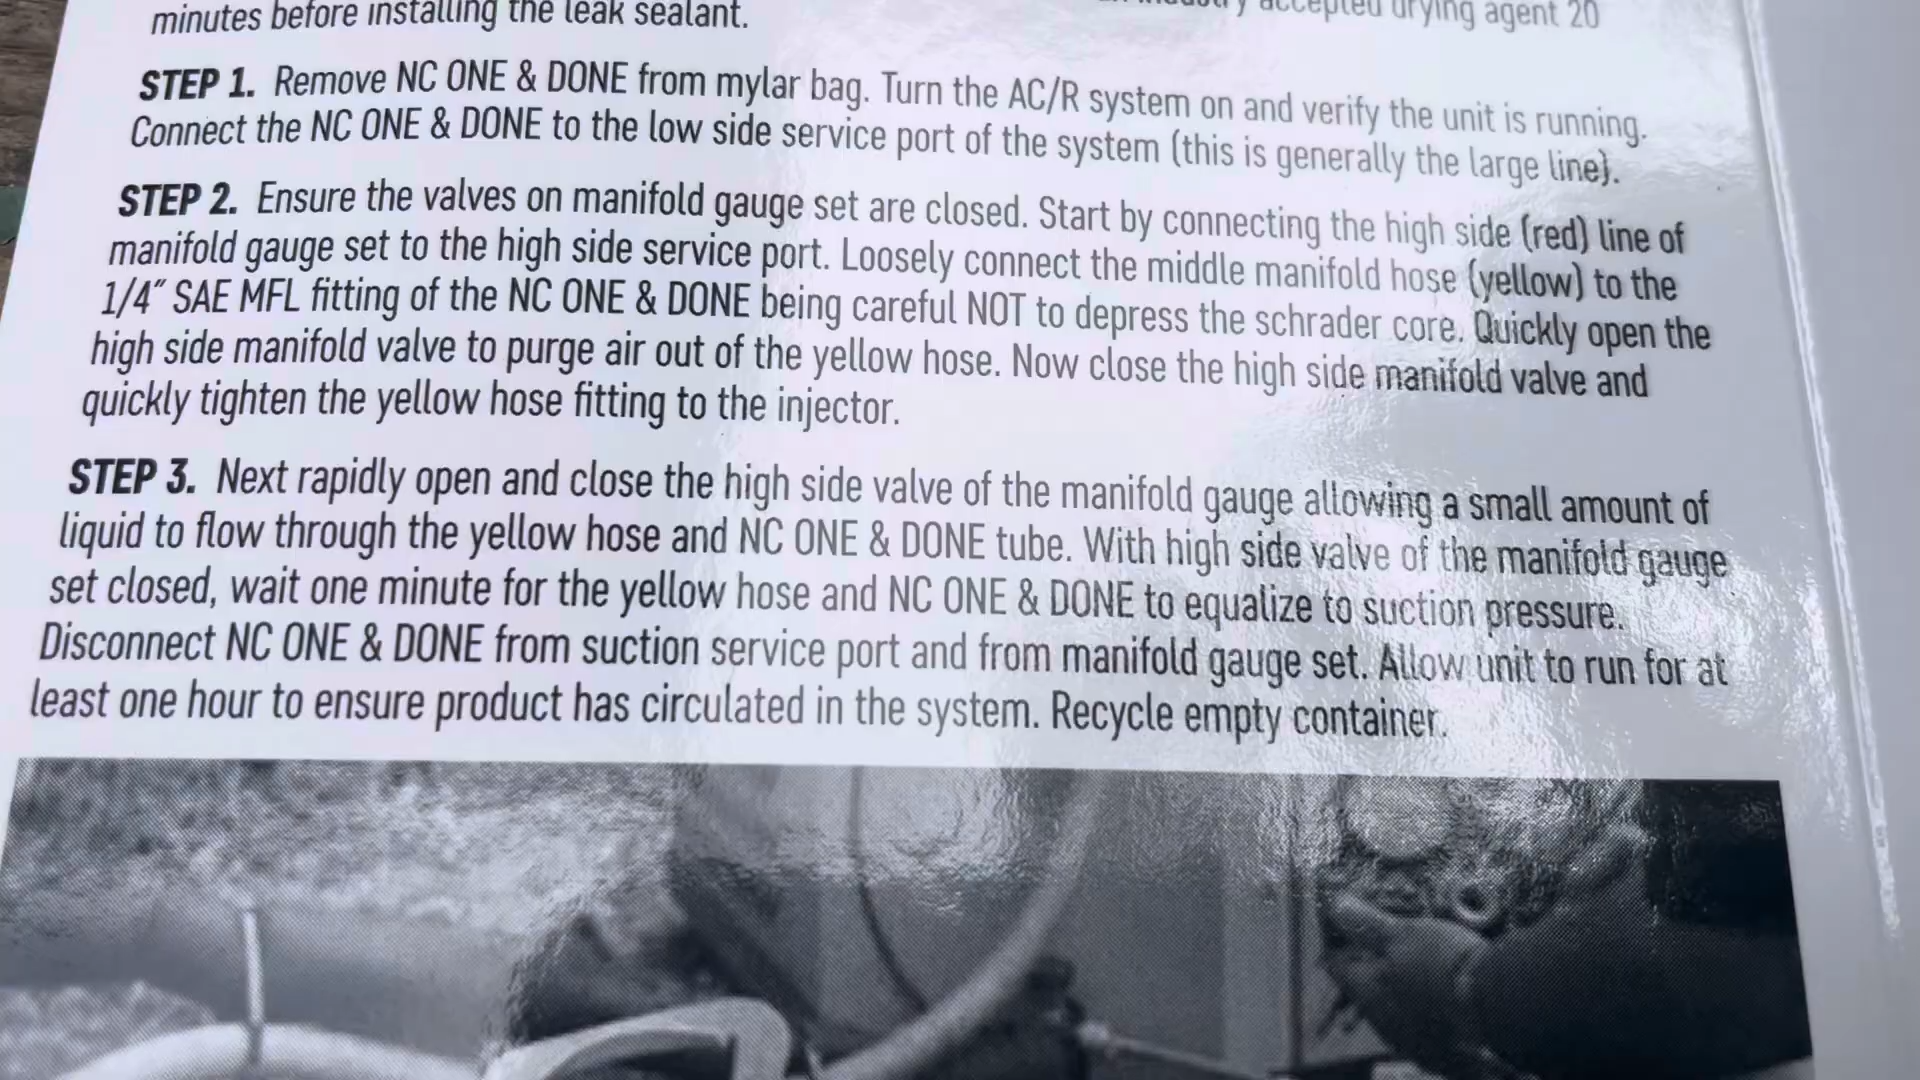 minutes before installing the leak sealant.
accepted drying agent 20
STEP 1. Remove NC ONE & DONE from mylar bag. Turn the AC/R system on and verify the unit is running.
Connect the NC ONE & DONE to the low side service port of the system (this is generally the large line).
STEP 2. Ensure the valves on manifold gauge set are closed. Start by connecting the high side (red) line of
manifold gauge set to the high side service port. Loosely connect the middle manifold hose (yellow) to the
1/4" SAE MFL fitting of the NC ONE & DONE being careful NOT to depress the schrader core. Quickly open the
high side manifold valve to purge air out of the yellow hose. Now close the high side manifold valve and
quickly tighten the yellow hose fitting to the injector.
STEP 3. Next rapidly open and close the high side valve of the manifold gauge allowing a small amount of
liquid to flow through the yellow hose and NC ONE & DONE tube. With high side valve of the manifold gauge
set closed, wait one minute for the yellow hose and NC ONE & DONE to equalize to suction pressure.
Disconnect NC ONE & DONE from suction service port and from manifold gauge set. Allow unit to run for at
least one hour to ensure product has circulated in the system. Recycle empty container.